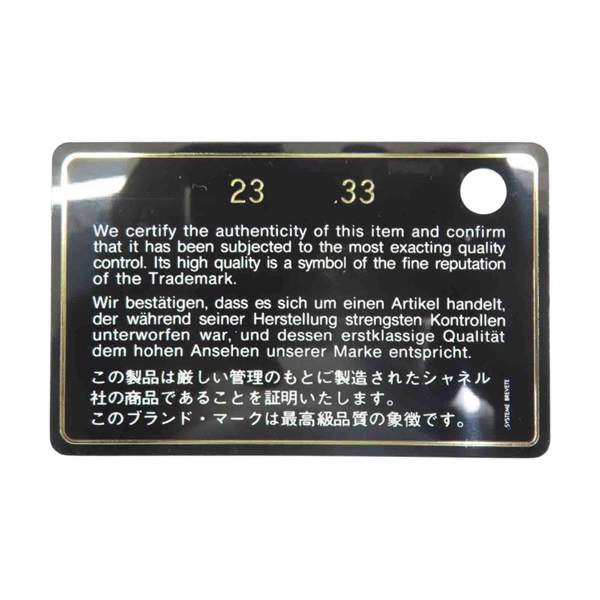 23 .33
We certify the authenticity of this item and confirm
that it has been subjected to the most exacting quality
control. Its high quality is a symbol of the fine reputation
of the Trademark.
Wir bestätigen, dass es sich um einen Artikel handelt,
der während seiner Herstellung strengsten Kontrollen
unterworfen war, und dessen erstklassige Qualität
dem hohen Ansehen unserer Marke entspricht.
この製品は厳しい管理のもとに製造されたシャネル
社の商品であることを証明いたします。
このブランド・マークは最高級品質の象徴です。
SYSTEME BREVETE